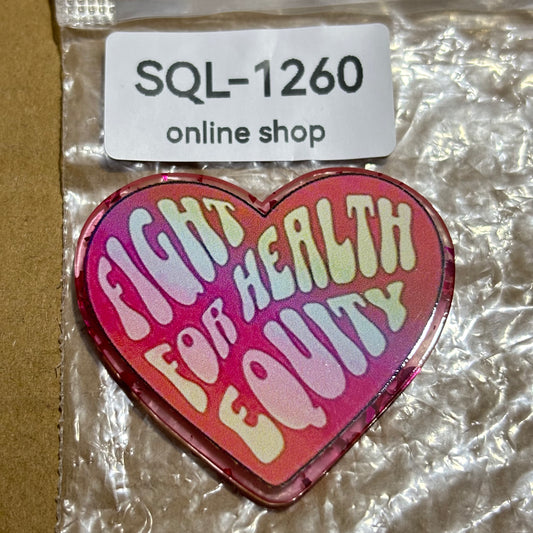 SQL-1260
online shop
FIGHT
FOR HEALTH
EQUITY